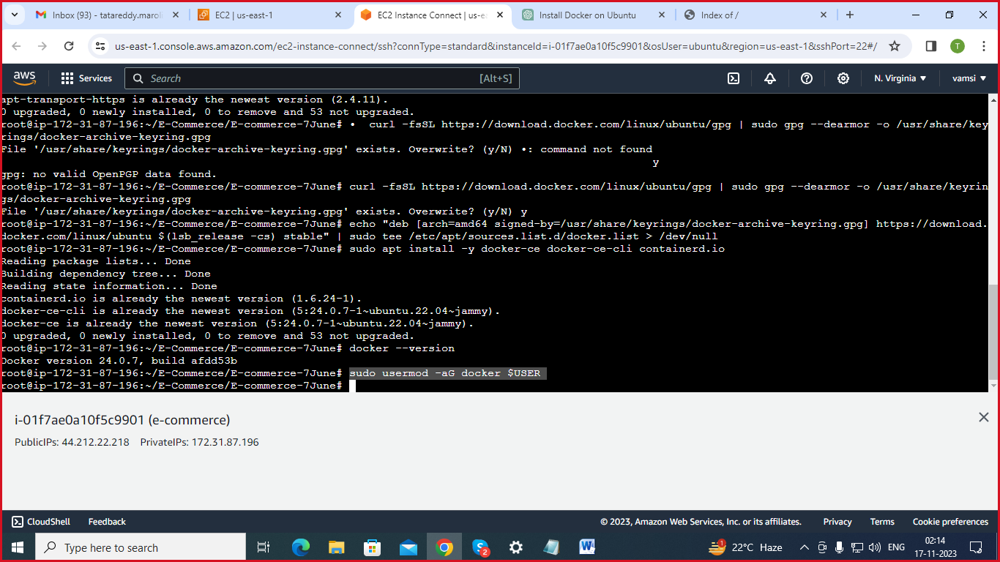 Inbox (93) - tatareddy.maroli
EC2 | us-east-1
EC2 Instance Connect | us-ea
Install Docker on Ubuntu
Index of /
us-east-1.console.aws.amazon.com/ec2-instance-connect/ssh?connType=standard&instanceId=i-01f7ae0a10f5c9901&osUser=ubuntu&region=us-east-1&sshPort=22#/
T
aws
Services
Search
[Alt+S]
N. Virginia
vamsi
apt-transport-https is already the newest version (2.4.11).
0 upgraded, 0 newly installed, 0 to remove and 53 not upgraded.
root@ip-172-31-87-196:~/E-Commerce/E-commerce-7June# •  curl -fsSL https://download.docker.com/linux/ubuntu/gpg | sudo gpg --dearmor -o /usr/share/key
rings/docker-archive-keyring.gpg
File '/usr/share/keyrings/docker-archive-keyring.gpg' exists. Overwrite? (y/N) •: command not found
y
gpg: no valid OpenPGP data found.
root@ip-172-31-87-196:~/E-Commerce/E-commerce-7June# curl -fsSL https://download.docker.com/linux/ubuntu/gpg | sudo gpg --dearmor -o /usr/share/keyrin
gs/docker-archive-keyring.gpg
File '/usr/share/keyrings/docker-archive-keyring.gpg' exists. Overwrite? (y/N) y
root@ip-172-31-87-196:~/E-Commerce/E-commerce-7June# echo "deb [arch=amd64 signed-by=/usr/share/keyrings/docker-archive-keyring.gpg] https://download.
docker.com/linux/ubuntu $(lsb_release -cs) stable" | sudo tee /etc/apt/sources.list.d/docker.list > /dev/null
root@ip-172-31-87-196:~/E-Commerce/E-commerce-7June# sudo apt install -y docker-ce docker-ce-cli containerd.io
Reading package lists... Done
Building dependency tree... Done
Reading state information... Done
containerd.io is already the newest version (1.6.24-1).
docker-ce-cli is already the newest version (5:24.0.7-1~ubuntu.22.04~jammy).
docker-ce is already the newest version (5:24.0.7-1~ubuntu.22.04~jammy).
0 upgraded, 0 newly installed, 0 to remove and 53 not upgraded.
root@ip-172-31-87-196:~/E-Commerce/E-commerce-7June# docker --version
Docker version 24.0.7, build afdd53b
root@ip-172-31-87-196:~/E-Commerce/E-commerce-7June# sudo usermod -aG docker $USER
root@ip-172-31-87-196:~/E-Commerce/E-commerce-7June#
i-01f7ae0a10f5c9901 (e-commerce)
PublicIPs: 44.212.22.218 PrivateIPs: 172.31.87.196
CloudShell
Feedback
© 2023, Amazon Web Services, Inc. or its affiliates.
Privacy
Terms
Cookie preferences
Type here to search
2
1
22°C Haze
ENG
02:14
17-11-2023